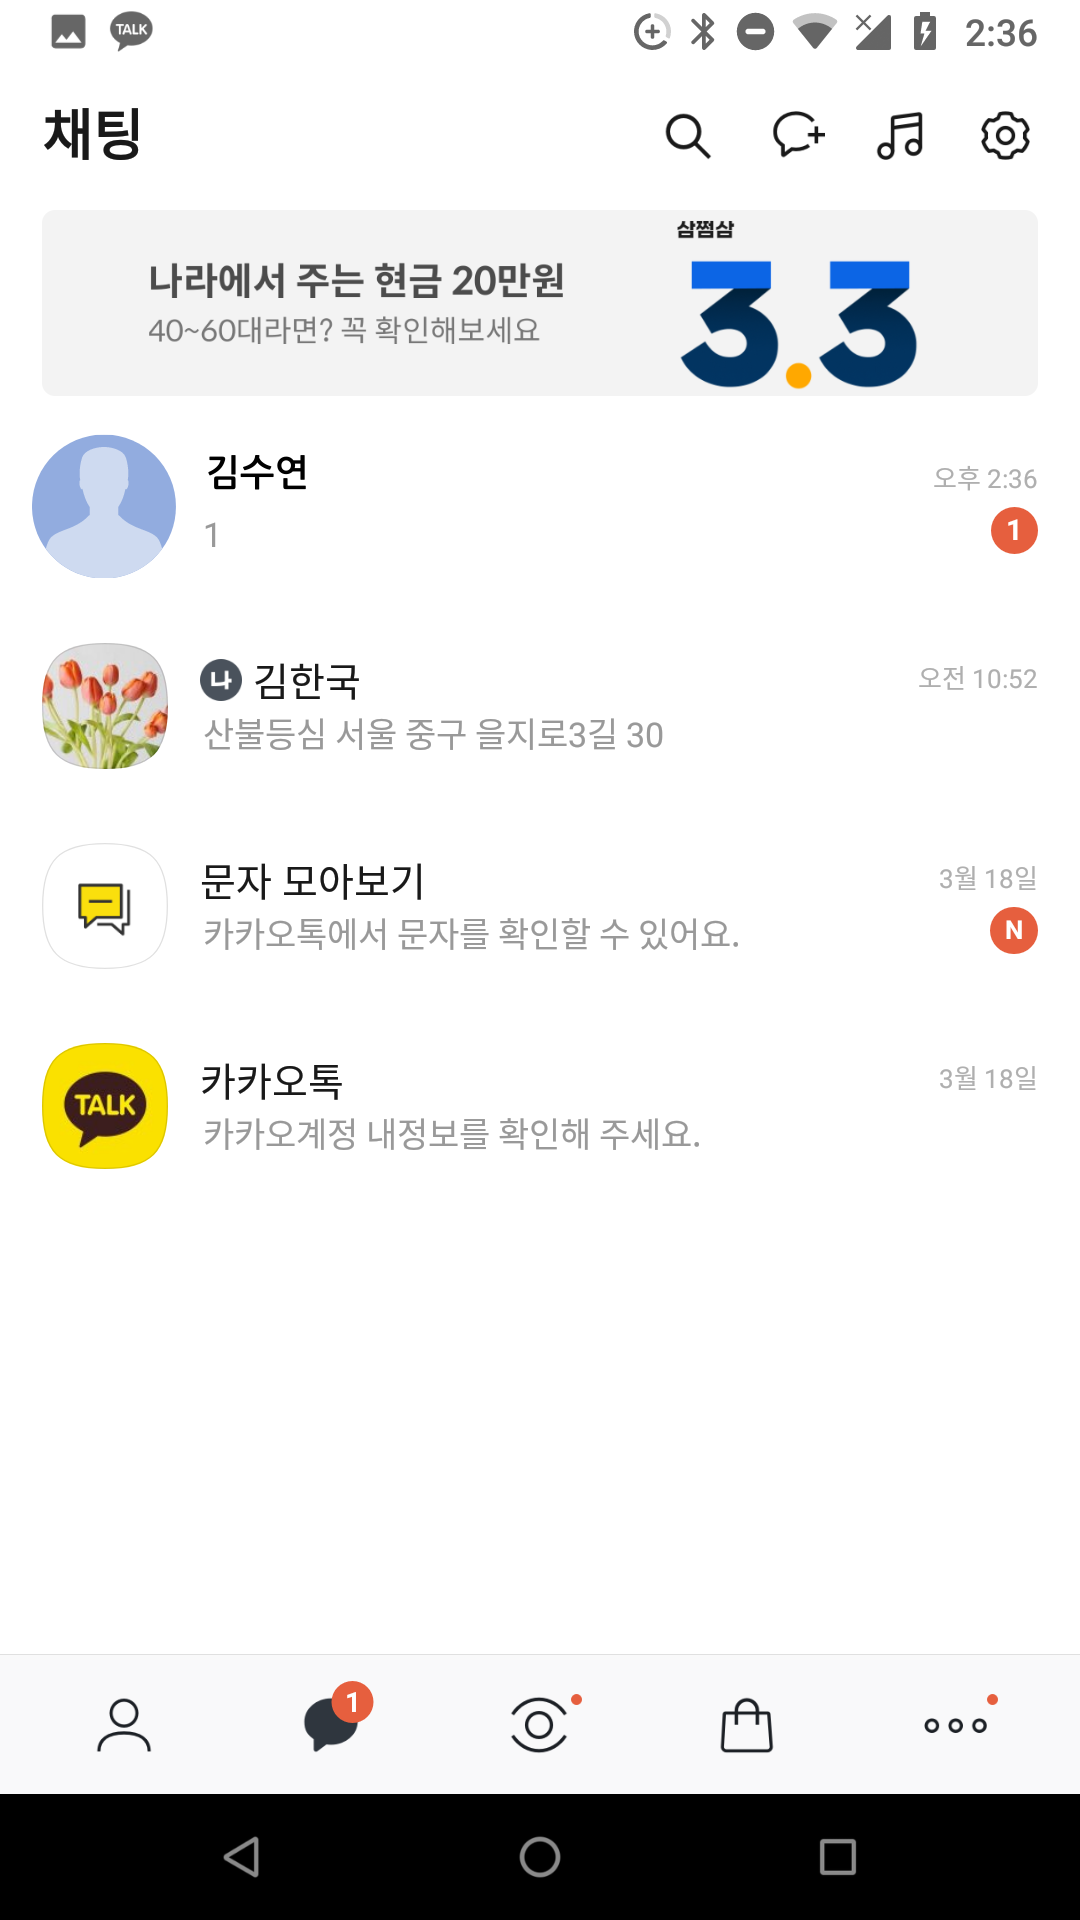 TALK
2:36
채팅
나라에서 주는 현금 20만원
40~60대라면? 꼭 확인해보세요
삼쩜삼
3.3
김수연
오후 2:36
1
1
나 김한국
오전 10:52
산불등심 서울 중구 을지로3길 30
문자 모아보기
3월 18일
카카오톡에서 문자를 확인할 수 있어요.
N
TALK
카카오톡
3월 18일
카카오계정 내정보를 확인해 주세요.
1